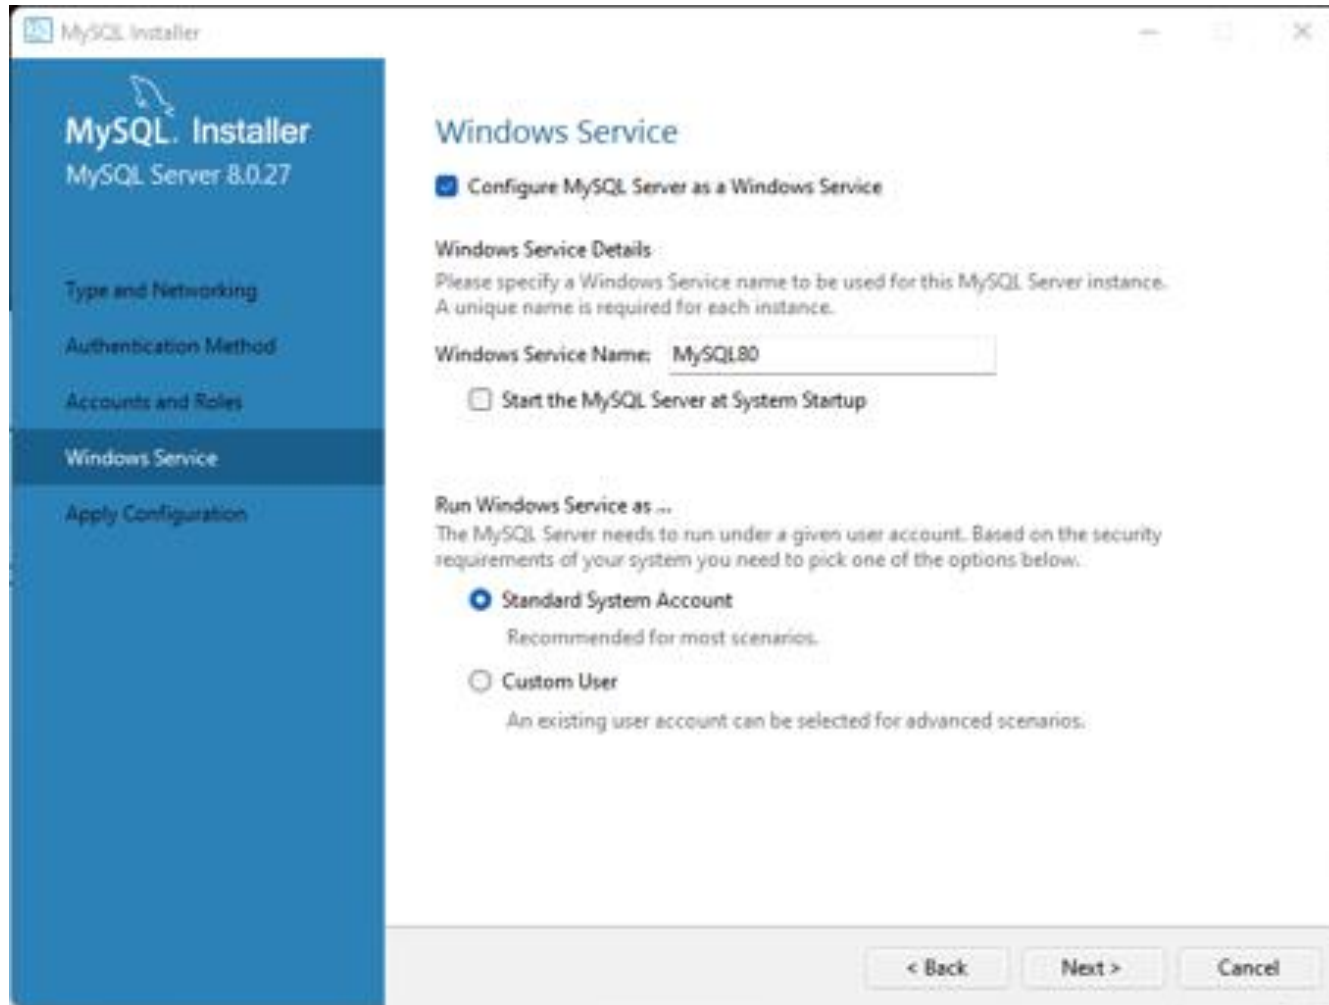 MySQL Installer
MySQL. Installer
MySQL Server 8.0.27
Type and Networking
Authentication Method
Accounts and Roles
Windows Service
Apply Configuration
Windows Service
Configure MySQL Server as a Windows Service
Windows Service Details
Please specify a Windows Service name to be used for this MySQL Server instance.
A unique name is required for each instance.
Windows Service Name: MySQL80
Start the MySQL Server at System Startup
Run Windows Service as ...
The MySQL Server needs to run under a given user account. Based on the security
requirements of your system you need to pick one of the options below.
Standard System Account
Recommended for most scenarios.
Custom User
An existing user account can be selected for advanced scenarios.
< Back Next > Cancel